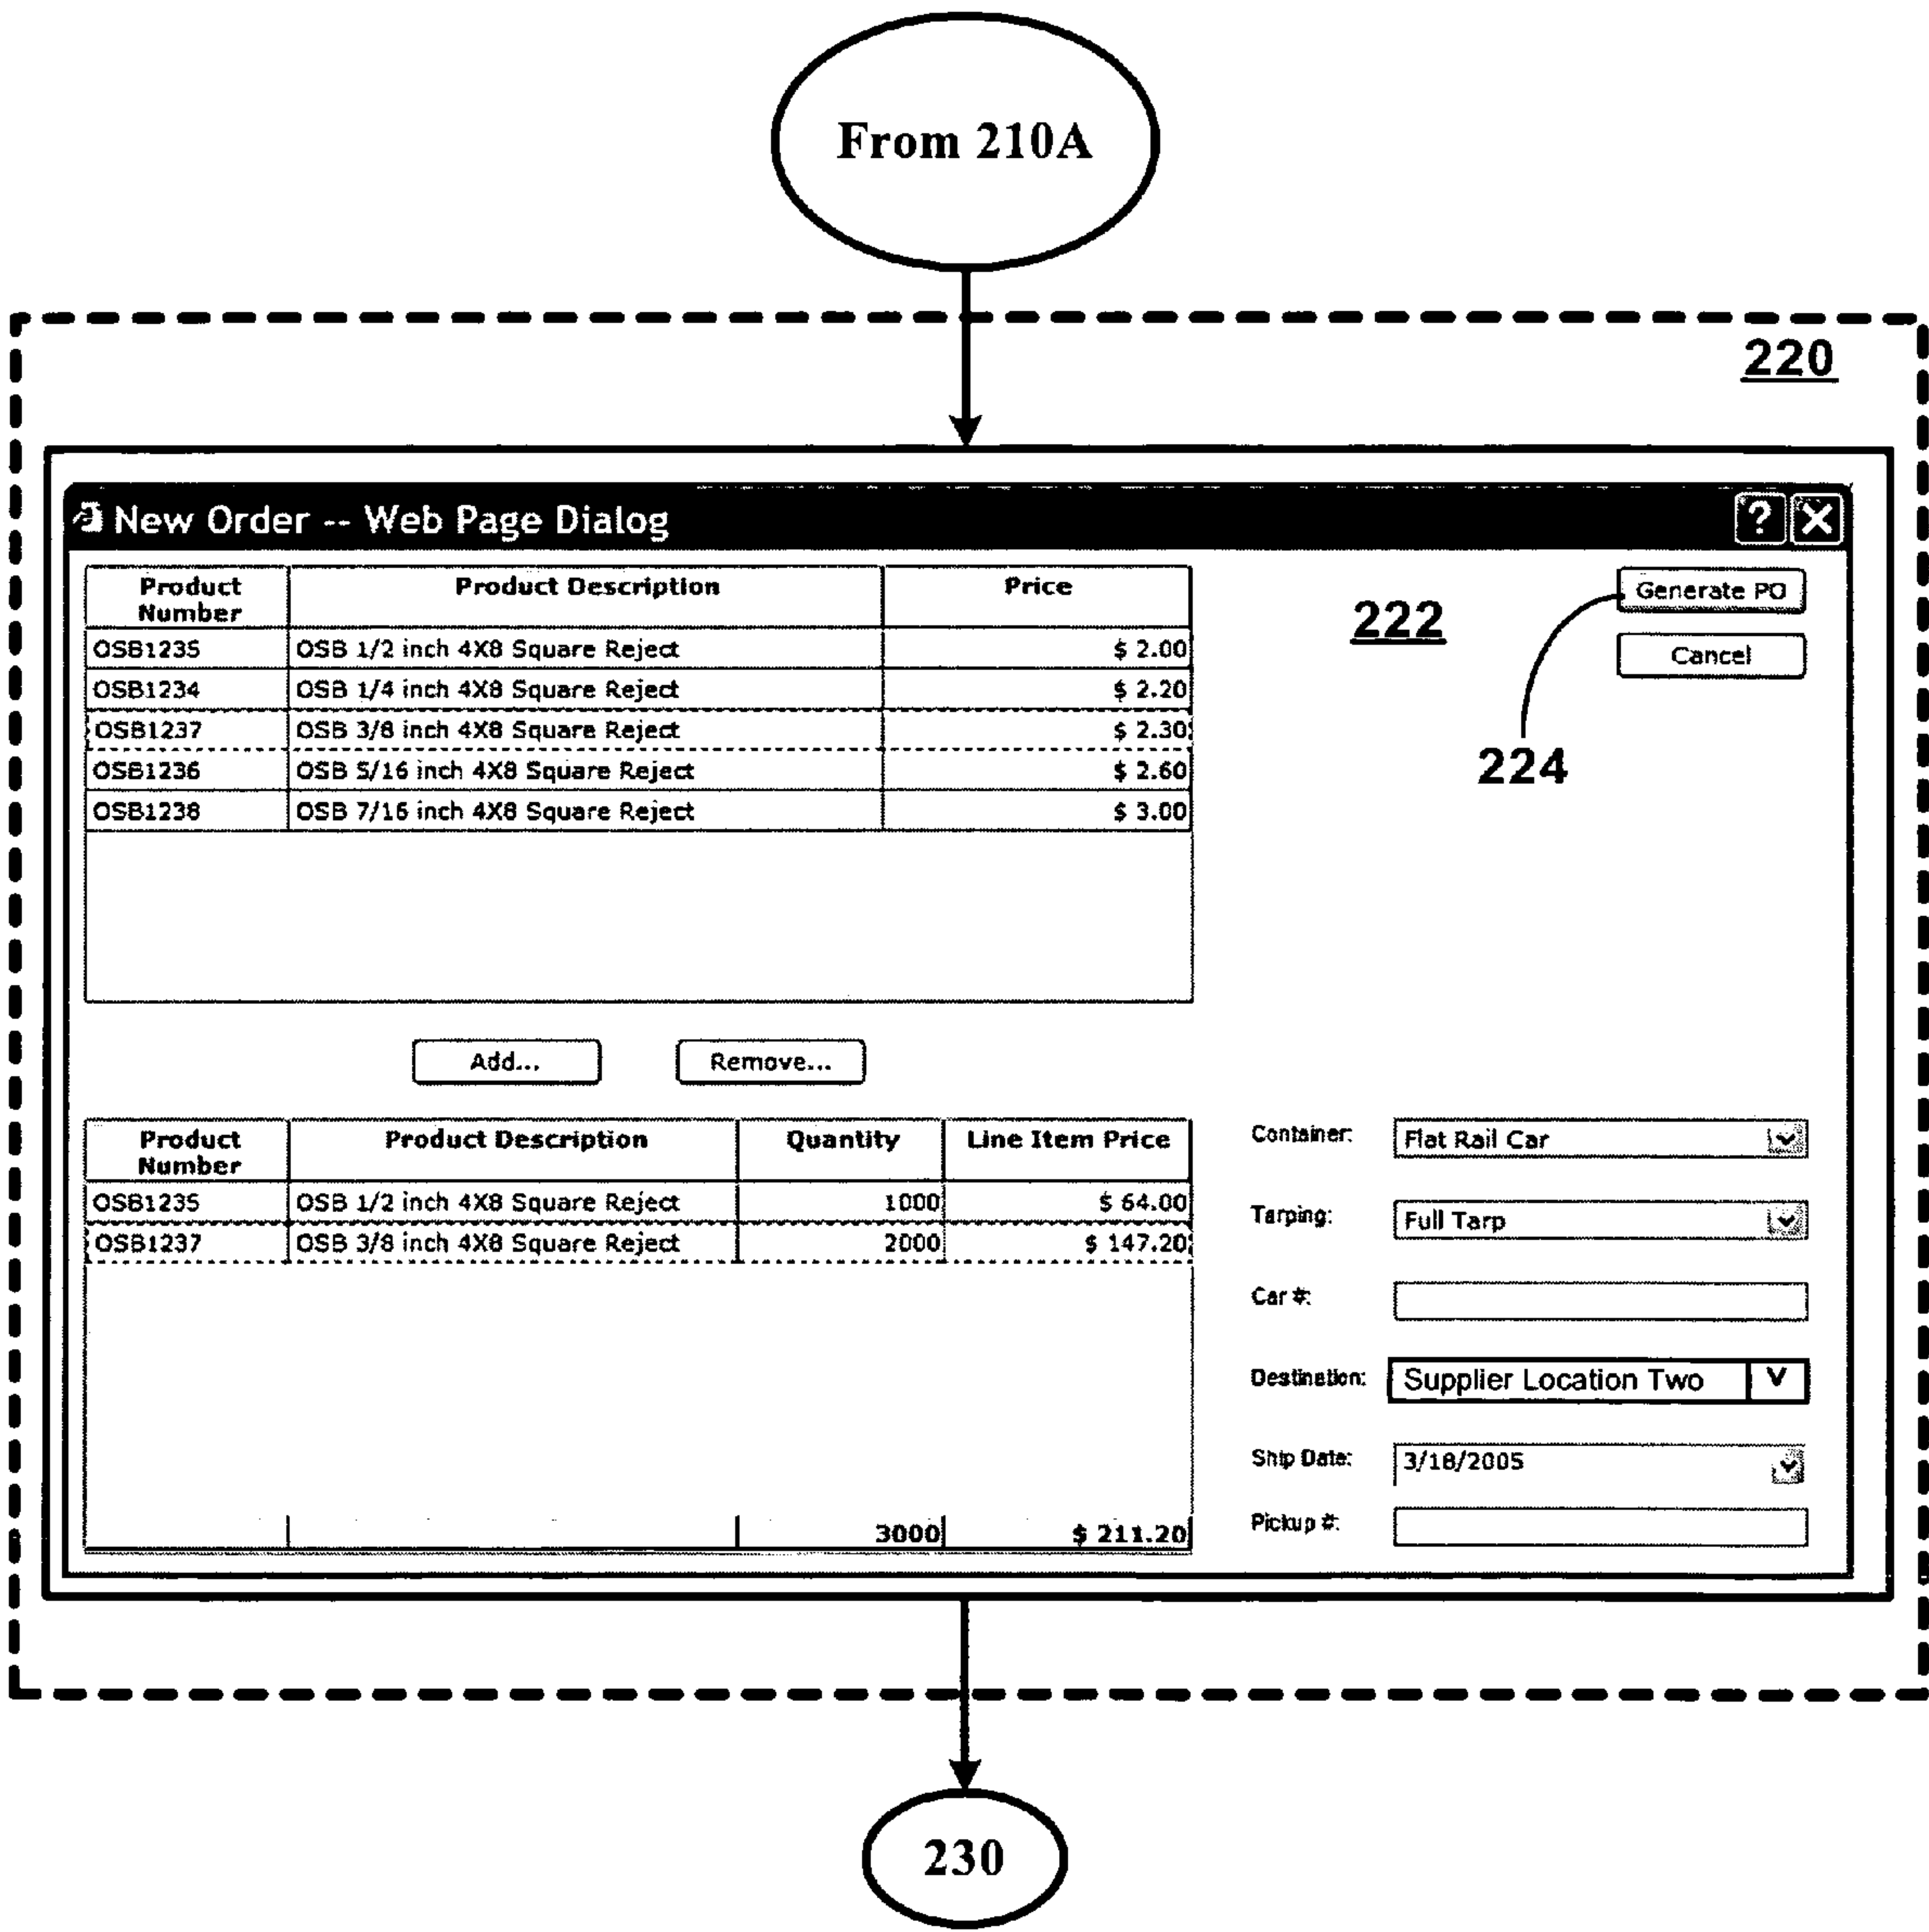 From 210A
220
New Order -- Web Page Dialog
? X
Product Number Product Description Price
OSB1235 OSB 1/2 inch 4X8 Square Reject $ 2.00
OSB1234 OSB 1/4 inch 4X8 Square Reject $ 2.20
OSB1237 OSB 3/8 inch 4X8 Square Reject $ 2.30
OSB1236 OSB 5/16 inch 4X8 Square Reject $ 2.60
OSB1238 OSB 7/16 inch 4X8 Square Reject $ 3.00
222
Generate PO
Cancel
224
Add... Remove...
Product Number Product Description Quantity Line Item Price
OSB1235 OSB 1/2 inch 4X8 Square Reject 1000 $ 64.00
OSB1237 OSB 3/8 inch 4X8 Square Reject 2000 $ 147.20
3000 $ 211.20
Container: Flat Rail Car
Tarping: Full Tarp
Car #:
Destination: Supplier Location Two V
Ship Date: 3/18/2005
Pickup #:
230